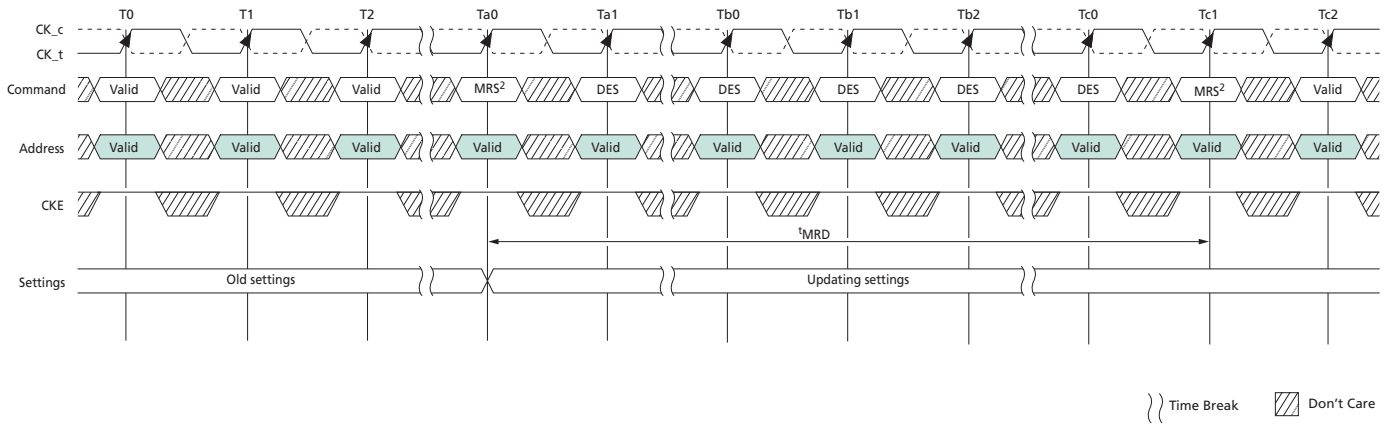 T0 T1 T2 Ta0 Ta1 Tb0 Tb1 Tb2 Tc0 Tc1 Tc2
CK_c
CK_t
Command Valid Valid Valid MRS² DES DES DES DES DES MRS² Valid
Address Valid Valid Valid Valid Valid Valid Valid Valid Valid Valid Valid
CKE
ᵗMRD
Settings Old settings Updating settings
Time Break Don't Care